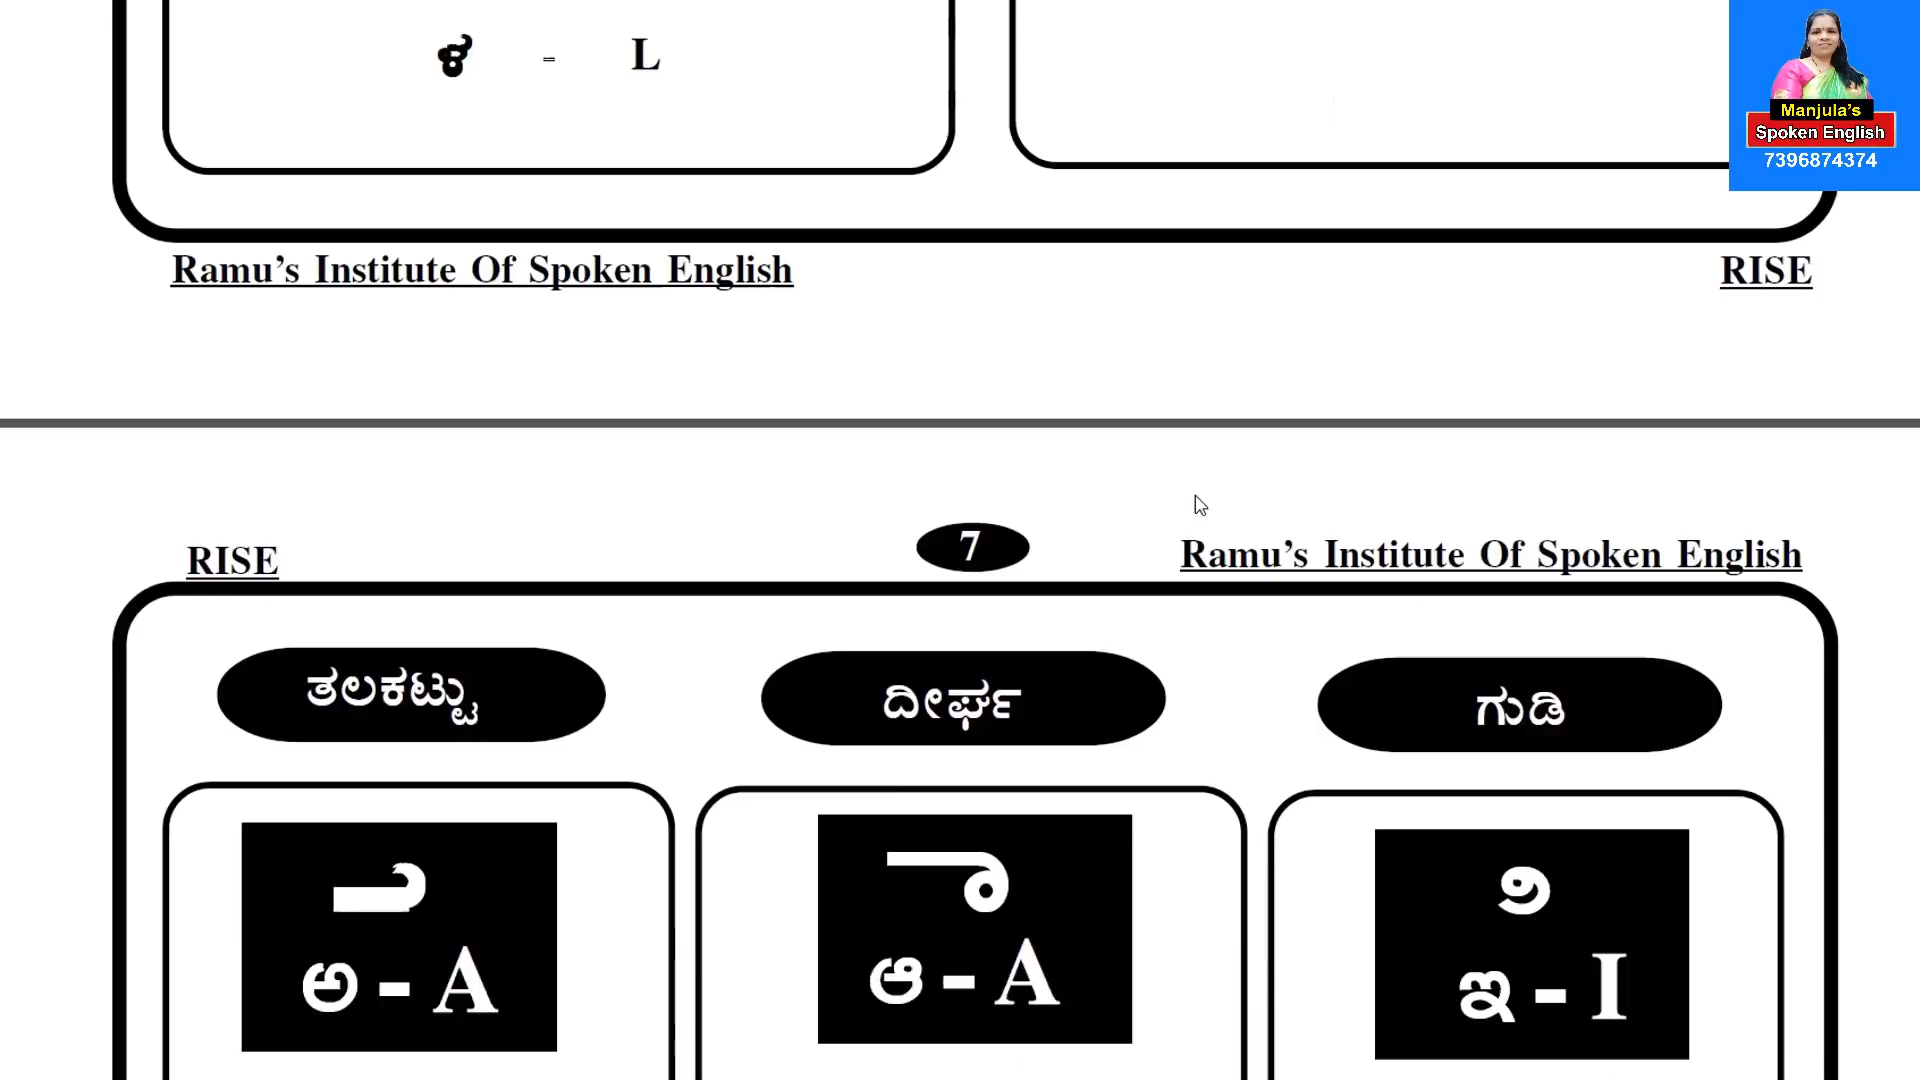 ಳ - L
Manjula's
Spoken English
7396874374
Ramu's Institute Of Spoken English RISE
RISE 7 Ramu's Institute Of Spoken English
ತಲಕಟ್ಟು ದೀರ್ಘ ಗುಡಿ
ಅ - A ಆ - A ಇ - I